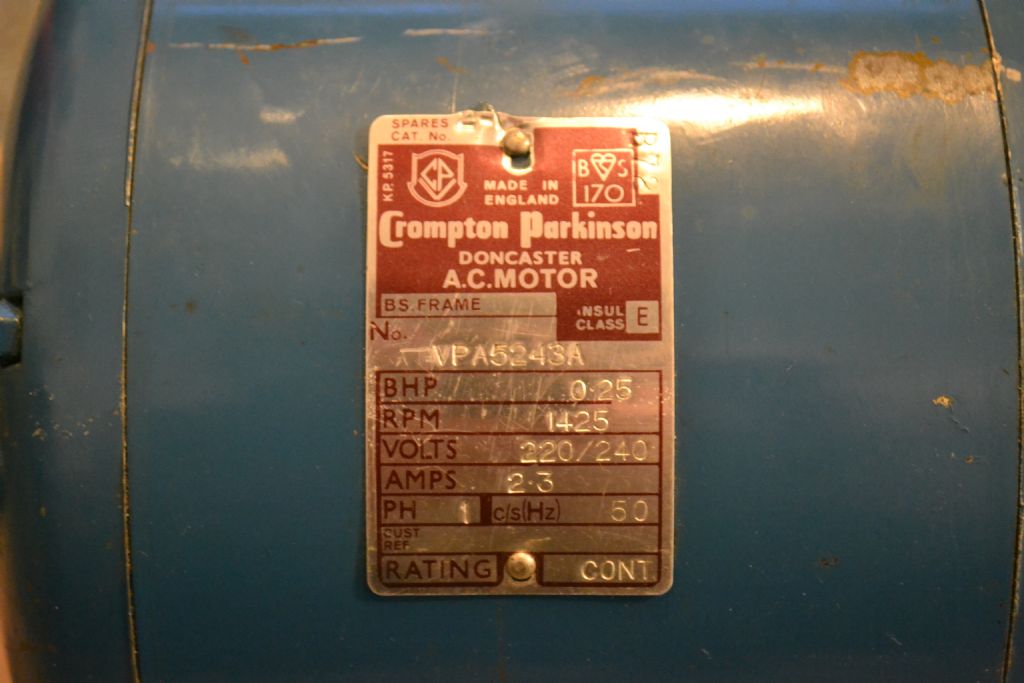 SPARES
CAT. No.
B72
KP. 5317
CP
MADE IN
ENGLAND
B S
170
Crompton Parkinson
DONCASTER
A.C. MOTOR
BS. FRAME
INSUL
CLASS E
No.
VPA5243A
BHP 0.25
RPM 1425
VOLTS 220/240
AMPS 2.3
PH 1 c/s(Hz) 50
CUST
REF
RATING CONT